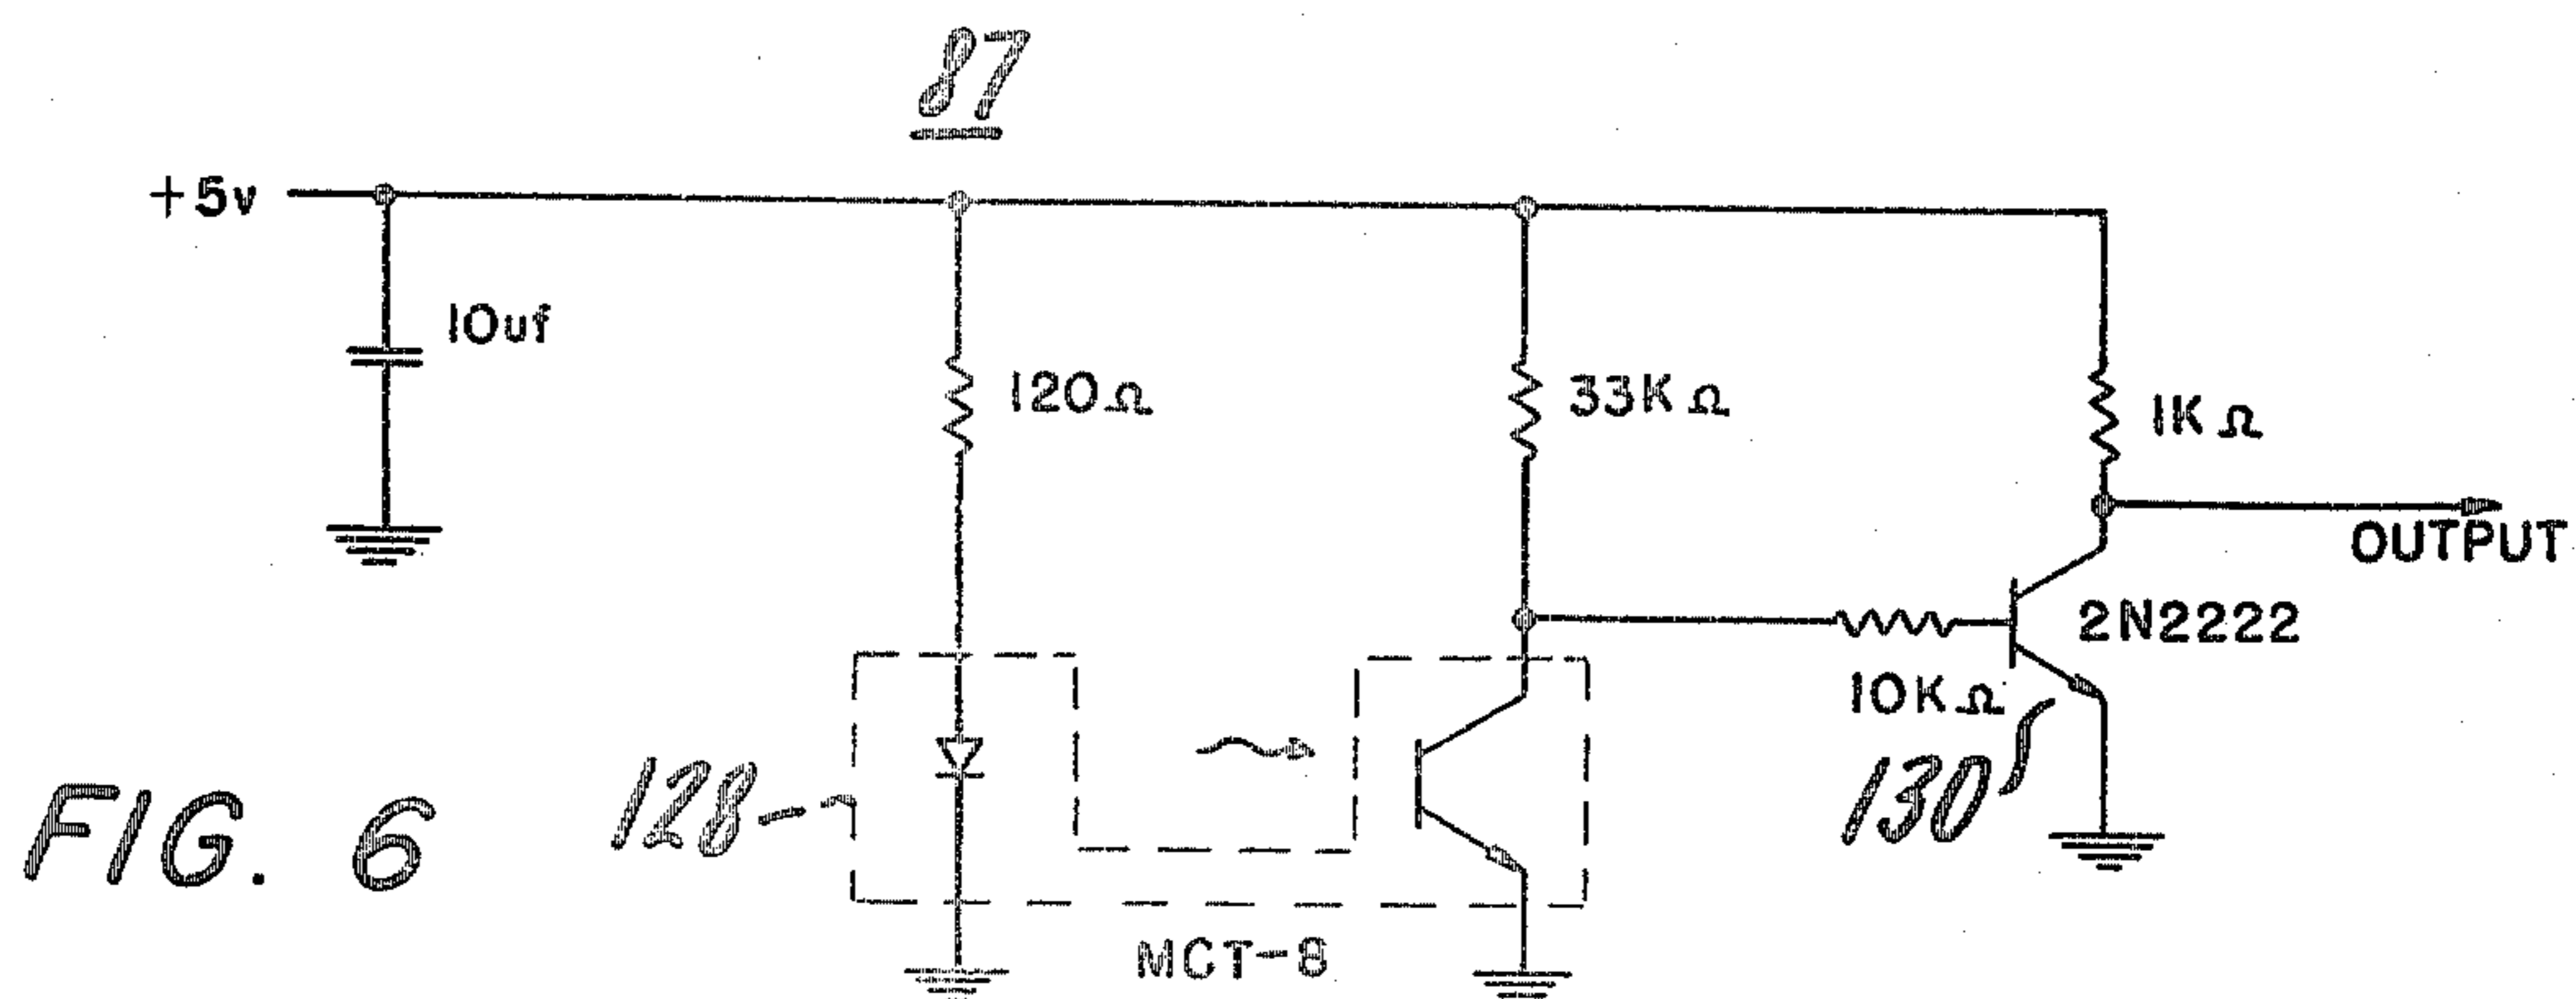 87
+5v
10uf
120Ω
33KΩ
1KΩ
OUTPUT
2N2222
10KΩ
128
130
FIG. 6
MCT-8